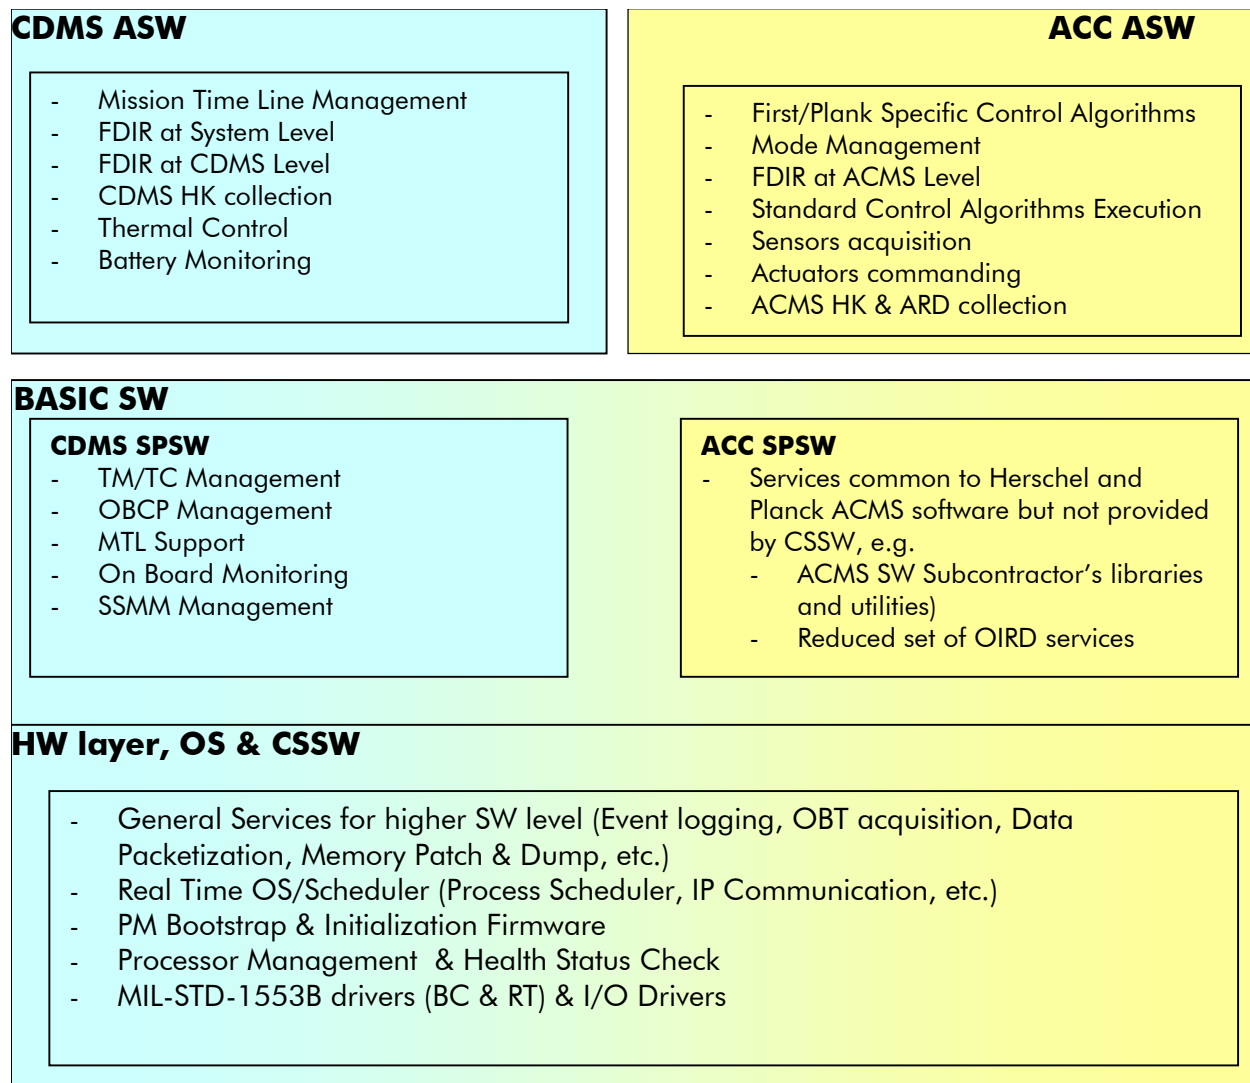 CDMS ASW
- Mission Time Line Management
- FDIR at System Level
- FDIR at CDMS Level
- CDMS HK collection
- Thermal Control
- Battery Monitoring
ACC ASW
- First/Plank Specific Control Algorithms
- Mode Management
- FDIR at ACMS Level
- Standard Control Algorithms Execution
- Sensors acquisition
- Actuators commanding
- ACMS HK & ARD collection
BASIC SW
CDMS SPSW
- TM/TC Management
- OBCP Management
- MTL Support
- On Board Monitoring
- SSMM Management
ACC SPSW
- Services common to Herschel and
Planck ACMS software but not provided
by CSSW, e.g.
- ACMS SW Subcontractor's libraries
and utilities)
- Reduced set of OIRD services
HW layer, OS & CSSW
- General Services for higher SW level (Event logging, OBT acquisition, Data
Packetization, Memory Patch & Dump, etc.)
- Real Time OS/Scheduler (Process Scheduler, IP Communication, etc.)
- PM Bootstrap & Initialization Firmware
- Processor Management  & Health Status Check
- MIL-STD-1553B drivers (BC & RT) & I/O Drivers